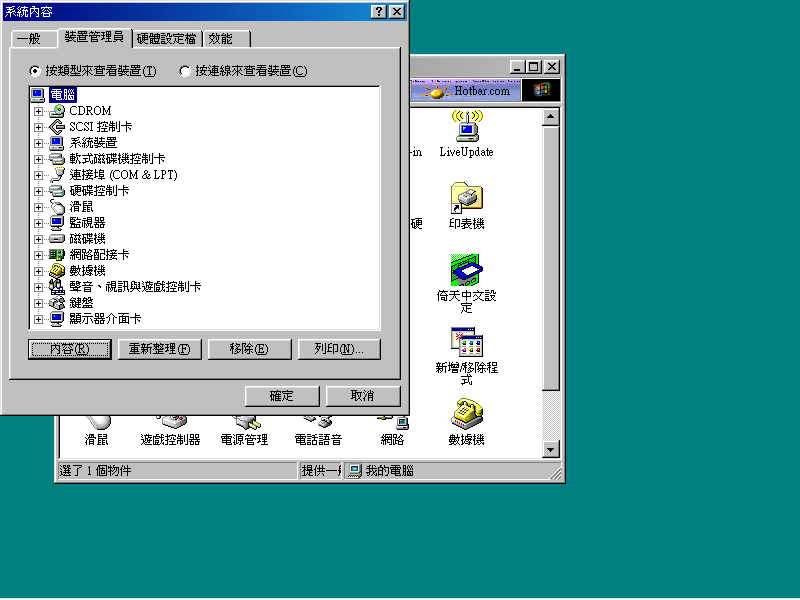 系統內容
一般
裝置管理員
硬體設定檔
效能
按類型來查看裝置(T)
按連線來查看裝置(C)
電腦
CDROM
SCSI 控制卡
系統裝置
軟式磁碟機控制卡
連接埠 (COM & LPT)
硬碟控制卡
滑鼠
監視器
磁碟機
網路配接卡
數據機
聲音、視訊與遊戲控制卡
鍵盤
顯示器介面卡
內容(R)
重新整理(F)
移除(E)
列印(N)...
確定
取消
Hotbar.com
-in
LiveUpdate
硬
印表機
倚天中文設
定
新增/移除程
式
滑鼠
遊戲控制器
電源管理
電話語音
網路
數據機
選了 1 個物件
提供一
我的電腦